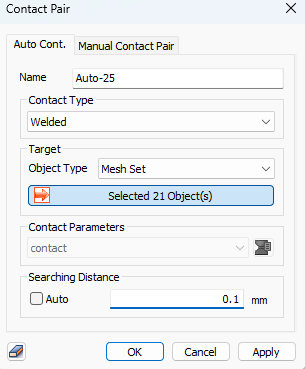 Contact Pair
Auto Cont. Manual Contact Pair
Name Auto-25
Contact Type
Welded
Target
Object Type Mesh Set
Selected 21 Object(s)
Contact Parameters
contact
Searching Distance
Auto 0.1 mm
OK Cancel Apply